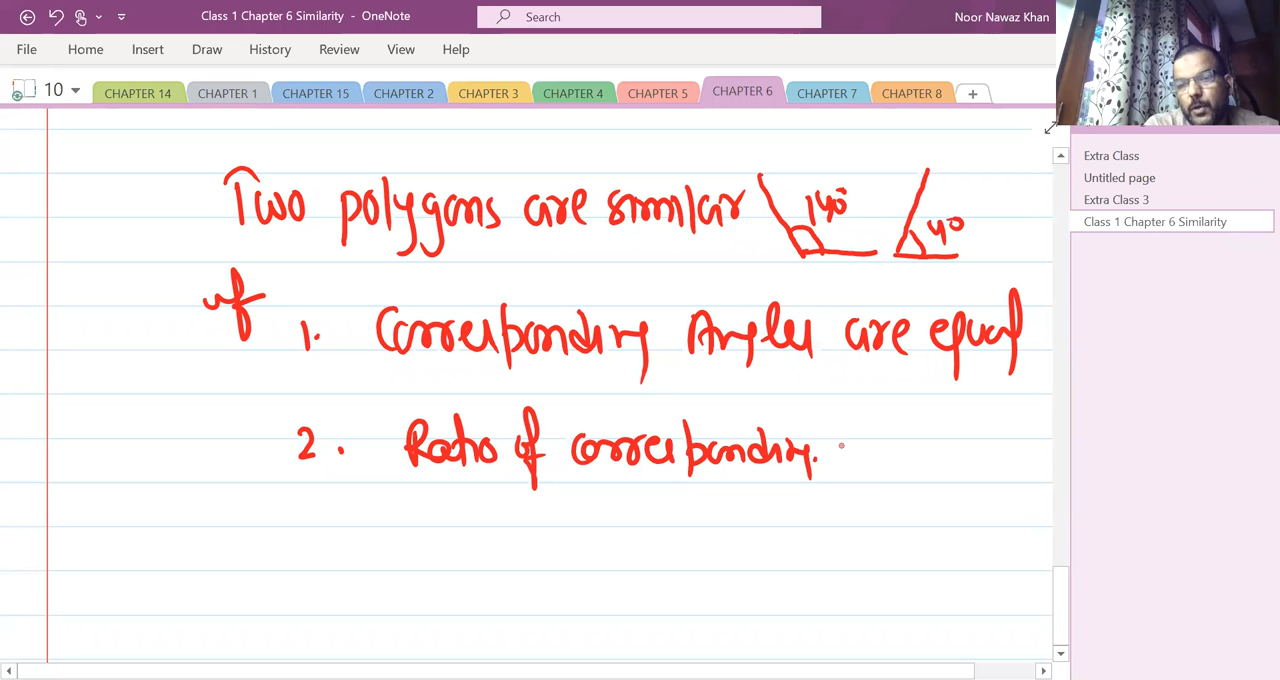 Class 1 Chapter 6 Similarity - OneNote
Search
Noor Nawaz Khan
File Home Insert Draw History Review View Help
10 CHAPTER 14 CHAPTER 1 CHAPTER 15 CHAPTER 2 CHAPTER 3 CHAPTER 4 CHAPTER 5 CHAPTER 6 CHAPTER 7 CHAPTER 8
Extra Class
Untitled page
Extra Class 3
Class 1 Chapter 6 Similarity
Two polygons are similar 140° 40
if
1. Corresponding Angles are equal
2. Ratio of corresponding.